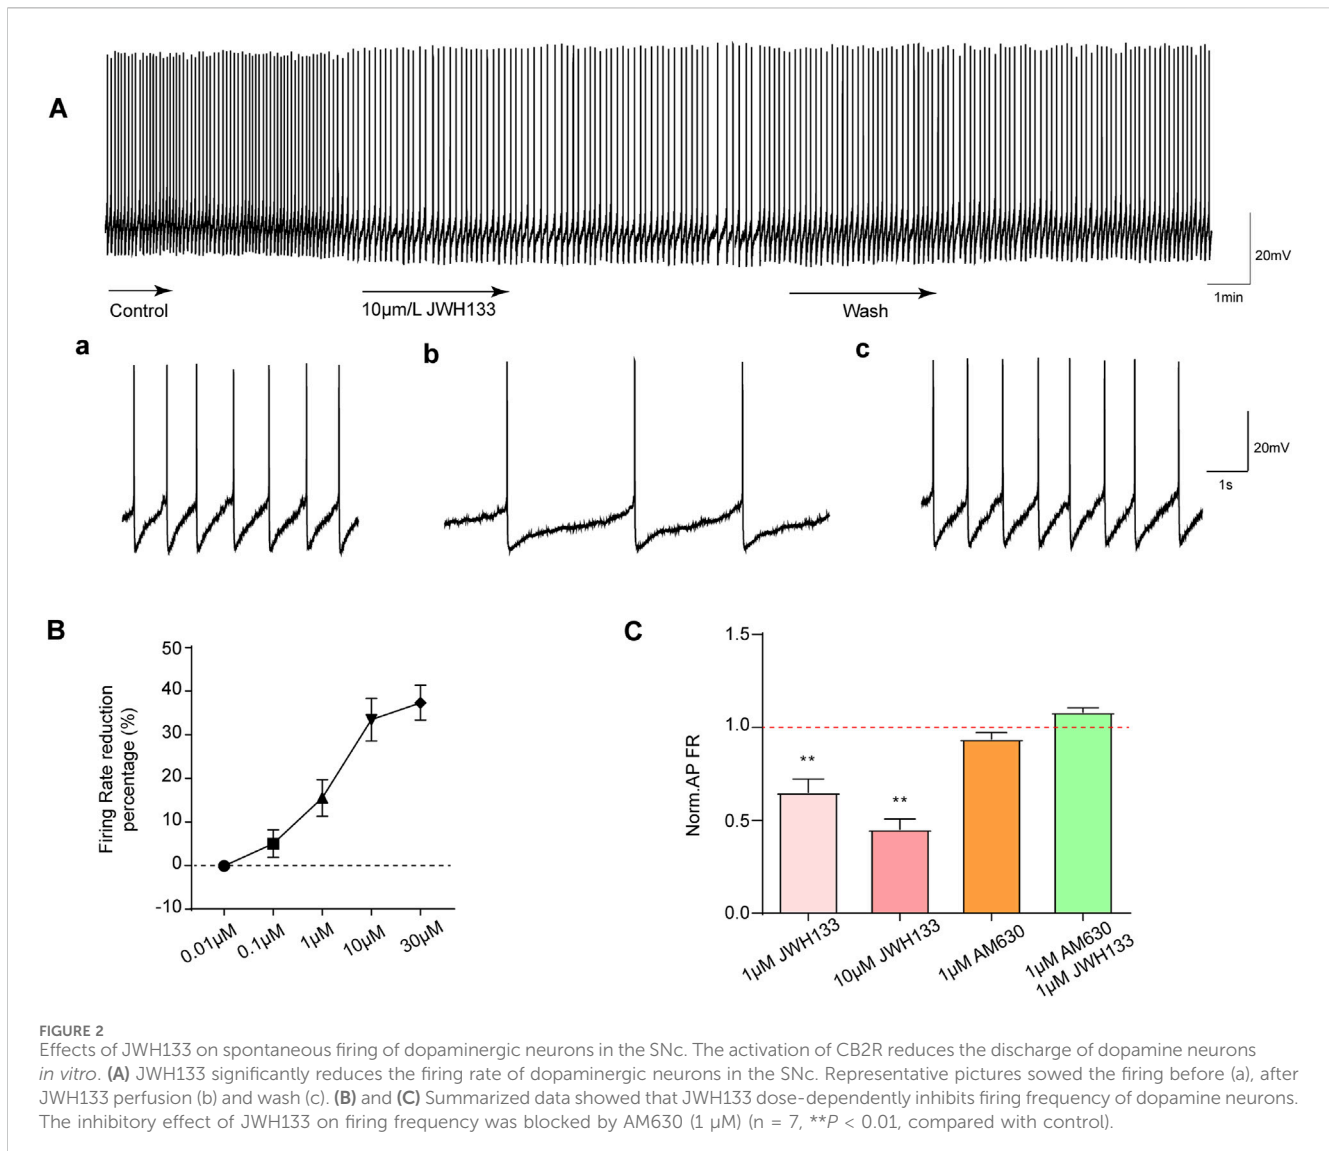 A
20mV
1min
Control
10µm/L JWH133
Wash
a
b
c
20mV
1s
B
Firing Rate reduction
percentage (%)
50
40
30
20
10
0
-10
0.01µM
0.1µM
1µM
10µM
30µM
C
Norm.AP FR
1.5
1.0
0.5
0.0
**
**
1µM JWH133
10µM JWH133
1µM AM630
1µM AM630
1µM JWH133
FIGURE 2
Effects of JWH133 on spontaneous firing of dopaminergic neurons in the SNc. The activation of CB2R reduces the discharge of dopamine neurons
in vitro. (A) JWH133 significantly reduces the firing rate of dopaminergic neurons in the SNc. Representative pictures sowed the firing before (a), after
JWH133 perfusion (b) and wash (c). (B) and (C) Summarized data showed that JWH133 dose-dependently inhibits firing frequency of dopamine neurons.
The inhibitory effect of JWH133 on firing frequency was blocked by AM630 (1 µM) (n = 7, **P < 0.01, compared with control).